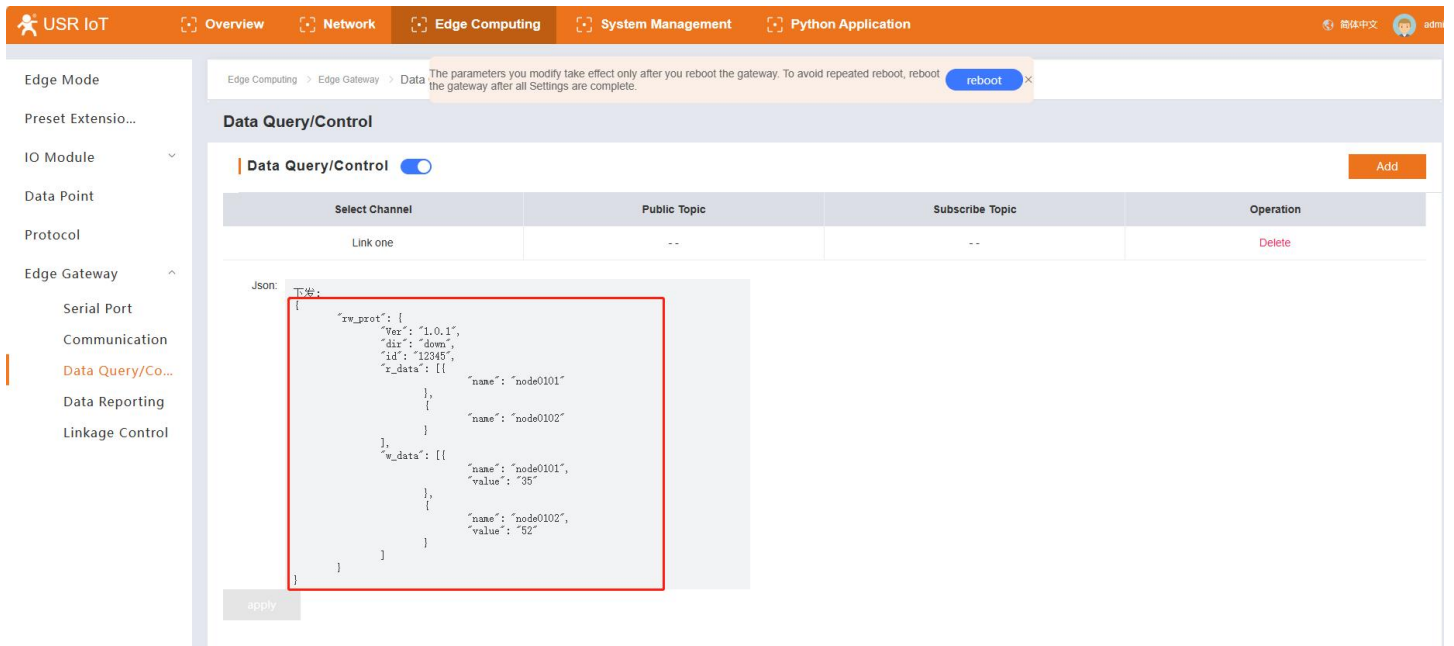 USR IoT
Overview
Network
Edge Computing
System Management
Python Application
简体中文
admi
Edge Mode
Preset Extensio...
IO Module
Data Point
Protocol
Edge Gateway
Serial Port
Communication
Data Query/Co...
Data Reporting
Linkage Control
Edge Computing > Edge Gateway > Data
The parameters you modify take effect only after you reboot the gateway. To avoid repeated reboot, reboot
the gateway after all Settings are complete.
reboot
×
Data Query/Control
Data Query/Control
Add
Select Channel Public Topic Subscribe Topic Operation
Link one - - - - Delete
Json:
下发:
{
"rw_prot": {
"Ver": "1.0.1",
"dir": "down",
"id": "12345",
"r_data": [{
"name": "node0101"
},
{
"name": "node0102"
}
],
"w_data": [{
"name": "node0101",
"value": "35"
},
{
"name": "node0102",
"value": "52"
}
]
}
}
apply